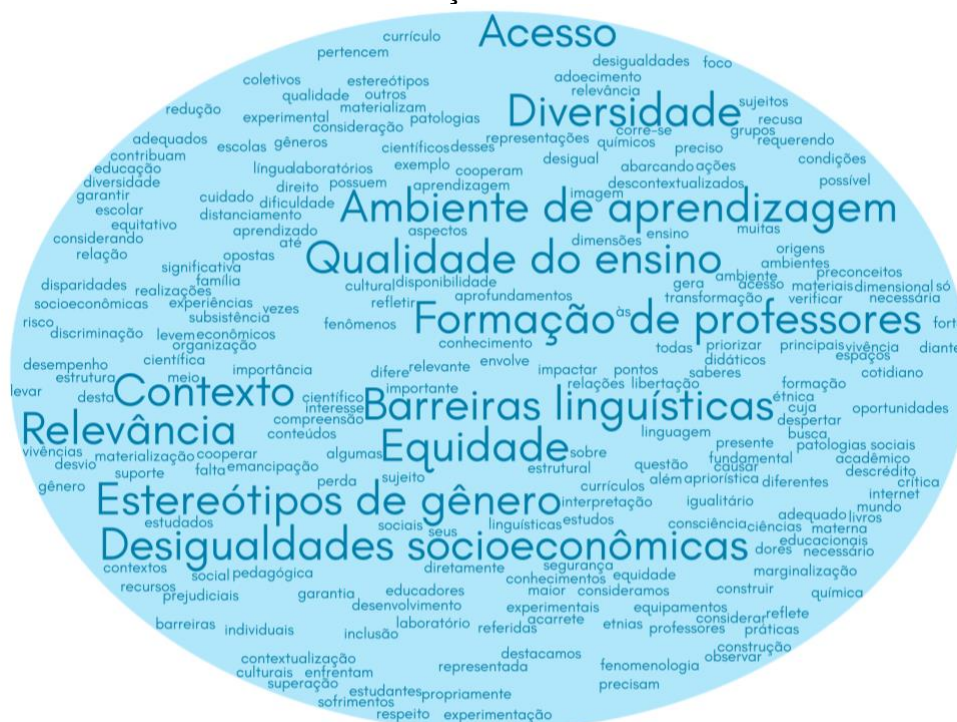 Acesso
currículo
pertencem
desigualdades foco
coletivos estereótipos adoecimento
qualidade outros relevância
redução materializam Diversidade sujeitos
experimental patologias recusa
consideração corre-se grupos
adequados escolas gêneros científicos desses representações químicos preciso requerendo
contribuam língua laboratórios exemplo cooperam desigual abarcando ações condições
educação direito possuem aprendizagem imagem descontextualizados possível
diversidade cuidado dificuldade
garantir distanciamento Ambiente de aprendizagem muitas
escolar aprendizado aspectos
equitativo até dimensões ensino origens
considerando opostas Qualidade do ensino ambientes
relação significativa cultural disponibilidade gera ambiente acesso materiais preconceitos dimensional só
disparidades realizações família aprofundamentos transformação verificar necessária
socioeconômicas experiências vezes refletir
risco subsistência fenômenos Formação às de professores fort
discriminação levem econômicos conhecimento todas priorizar principais vivência diante
organização didáticos espaços
desempenho científica importância difere relevante envolve impactar pontos saberes cotidiano
estrutura meio importante relações libertação formação
levar desta Contexto científico Barreiras linguísticas étnica cuja oportunidades
interesse despertar
Relevância compreensão linguagem busca
conteúdos Equidade presente patologias sociais
vivências materialização cooperar algumas sobre fundamental acadêmico
desvio falta emancipação estrutural questão causar descrédito
suporte perda sujeito currículos além apriorística diferentes crítica
gênero internet
Estereótipos de gênero interpretação igualitário mundo
adequado livros
estudados sociais seus linguísticas estudos consciência ciências materna
Desigualdades socioeconômicas educacionais
dores necessário
contextos social pedagógica diretamente segurança marginalização
recursos conhecimentos equidade
prejudiciais garantia educadores maior consideramos construir química
desenvolvimento experimentais equipamentos considerar reflete
barreiras individuais laboratório acarrete
inclusão referidas etnias professores práticas
construção
contextualização destacamos observar
culturais enfrentam representada fenomenologia
superação precisam
estudantes propriamente
sofrimentos
respeito experimentação